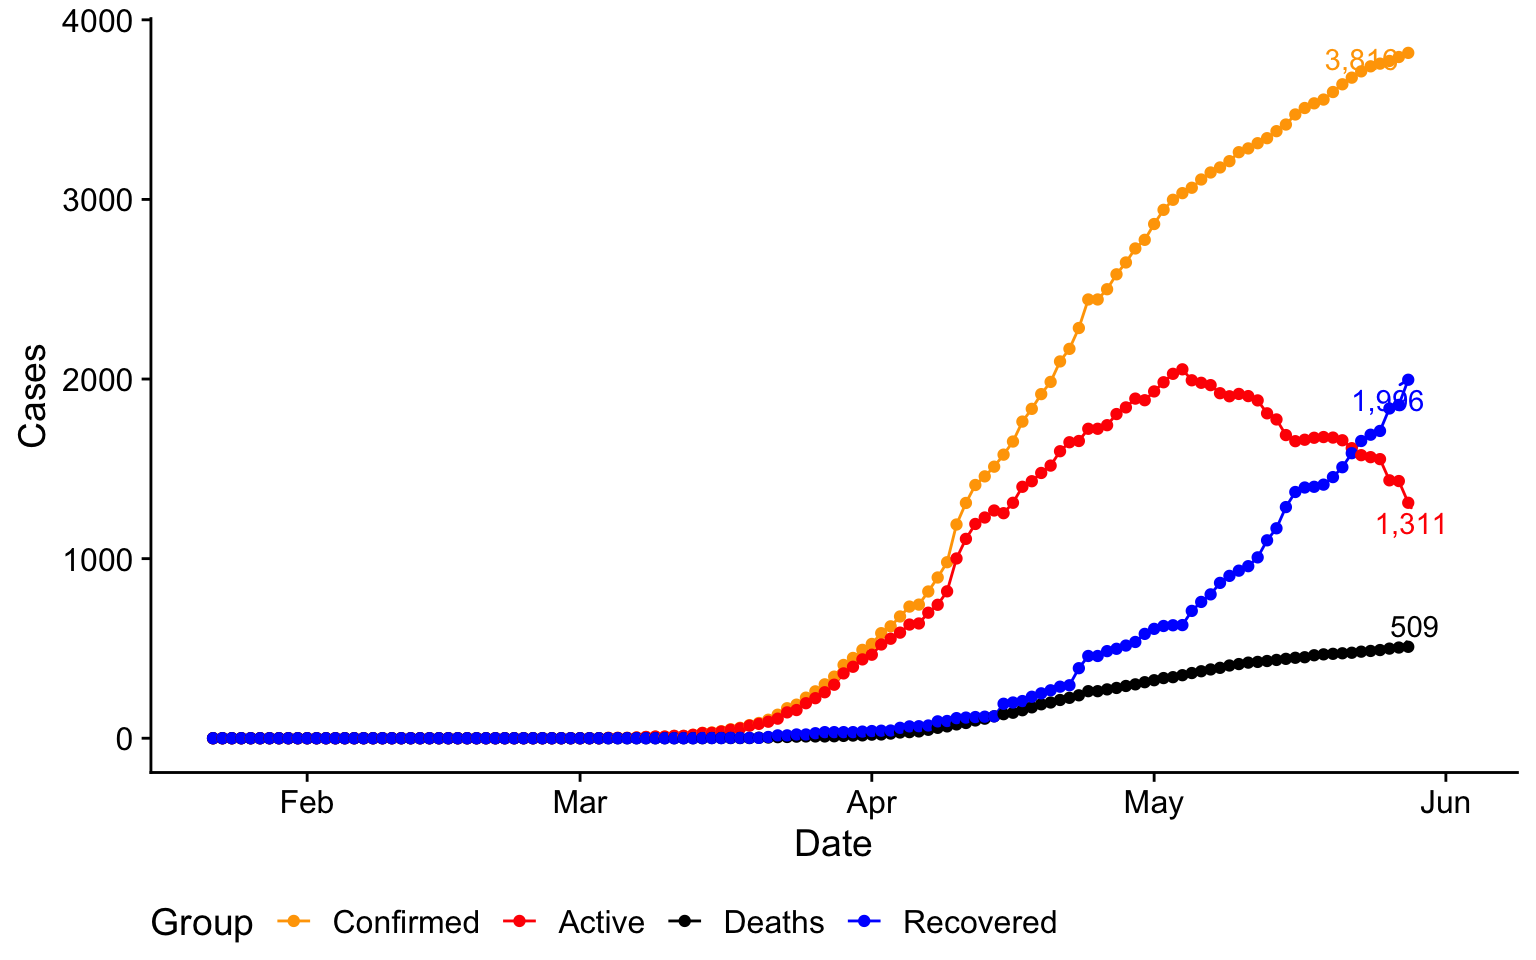 4000
3,816
3000
2000
1,996
1,311
1000
509
0
Cases
Feb Mar Apr May Jun
Date
Group Confirmed Active Deaths Recovered